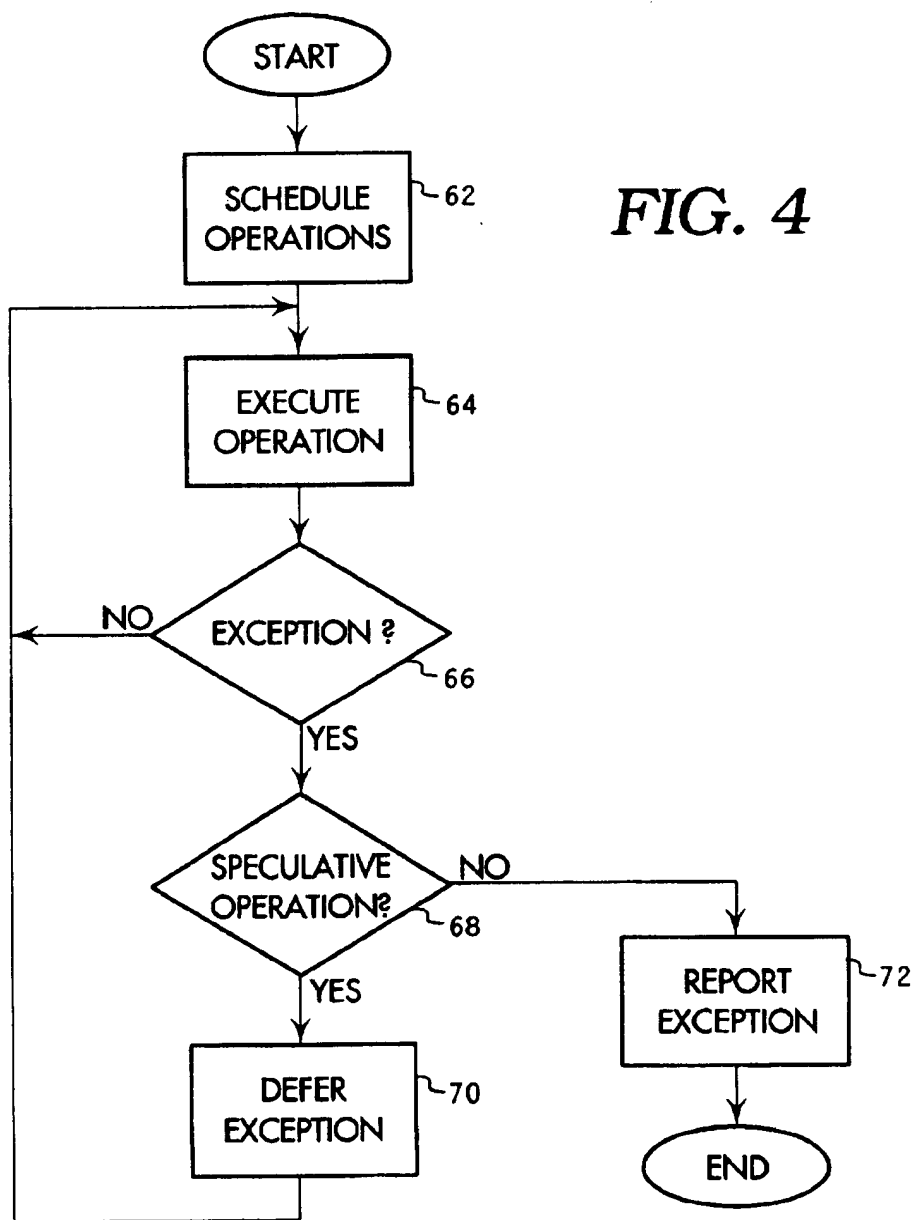 START
SCHEDULE
OPERATIONS
62
FIG. 4
EXECUTE
OPERATION
64
NO
EXCEPTION ?
66
YES
SPECULATIVE
OPERATION?
68
NO
YES
REPORT
EXCEPTION
72
DEFER
EXCEPTION
70
END